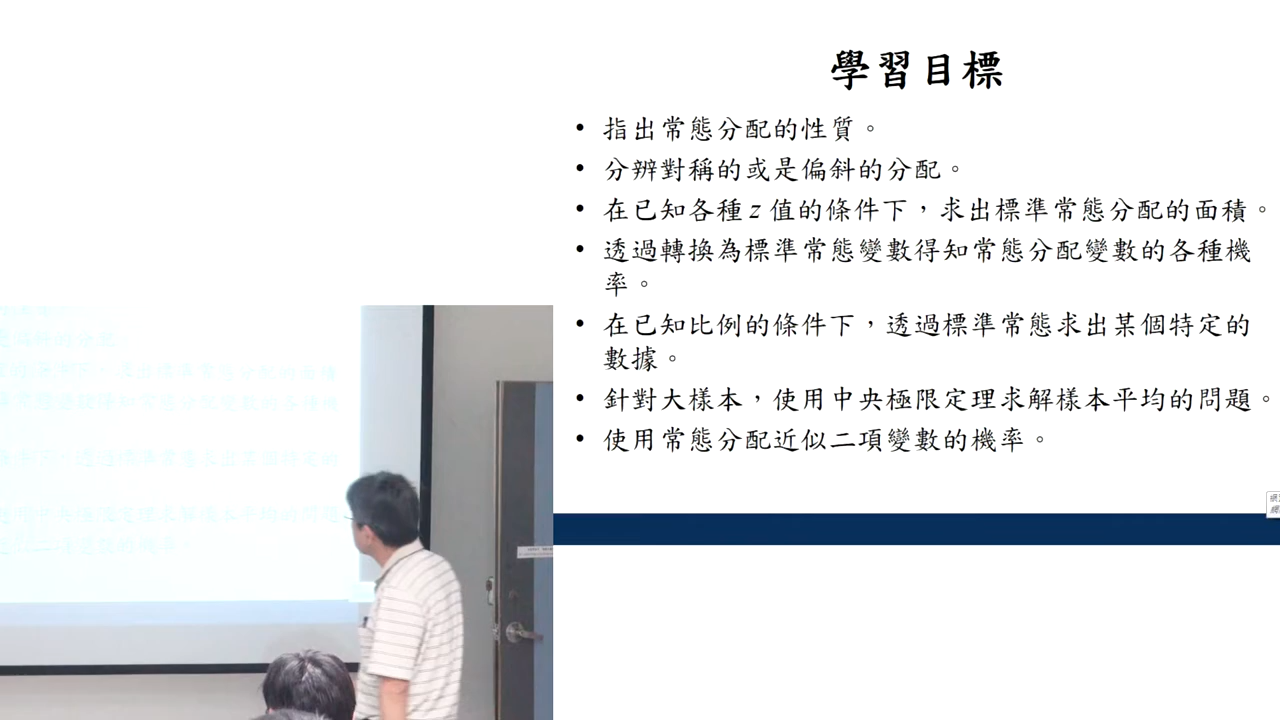 學習目標
• 指出常態分配的性質。
• 分辨對稱的或是偏斜的分配。
• 在已知各種 z 值的條件下,求出標準常態分配的面積。
• 透過轉換為標準常態變數得知常態分配變數的各種機
率。
• 在已知比例的條件下,透過標準常態求出某個特定的
數據。
• 針對大樣本,使用中央極限定理求解樣本平均的問題。
• 使用常態分配近似二項變數的機率。